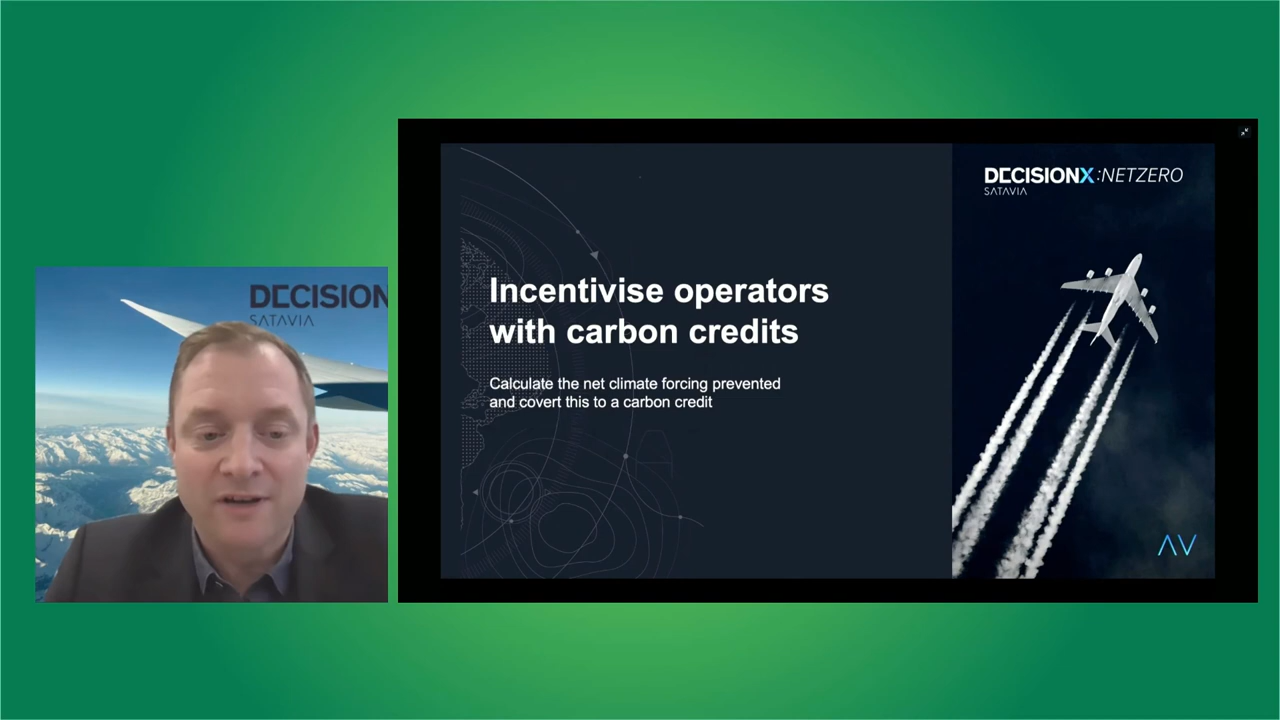 DECISION
SATAVIA
DECISIONX:NETZERO
SATAVIA
Incentivise operators
with carbon credits
Calculate the net climate forcing prevented
and covert this to a carbon credit